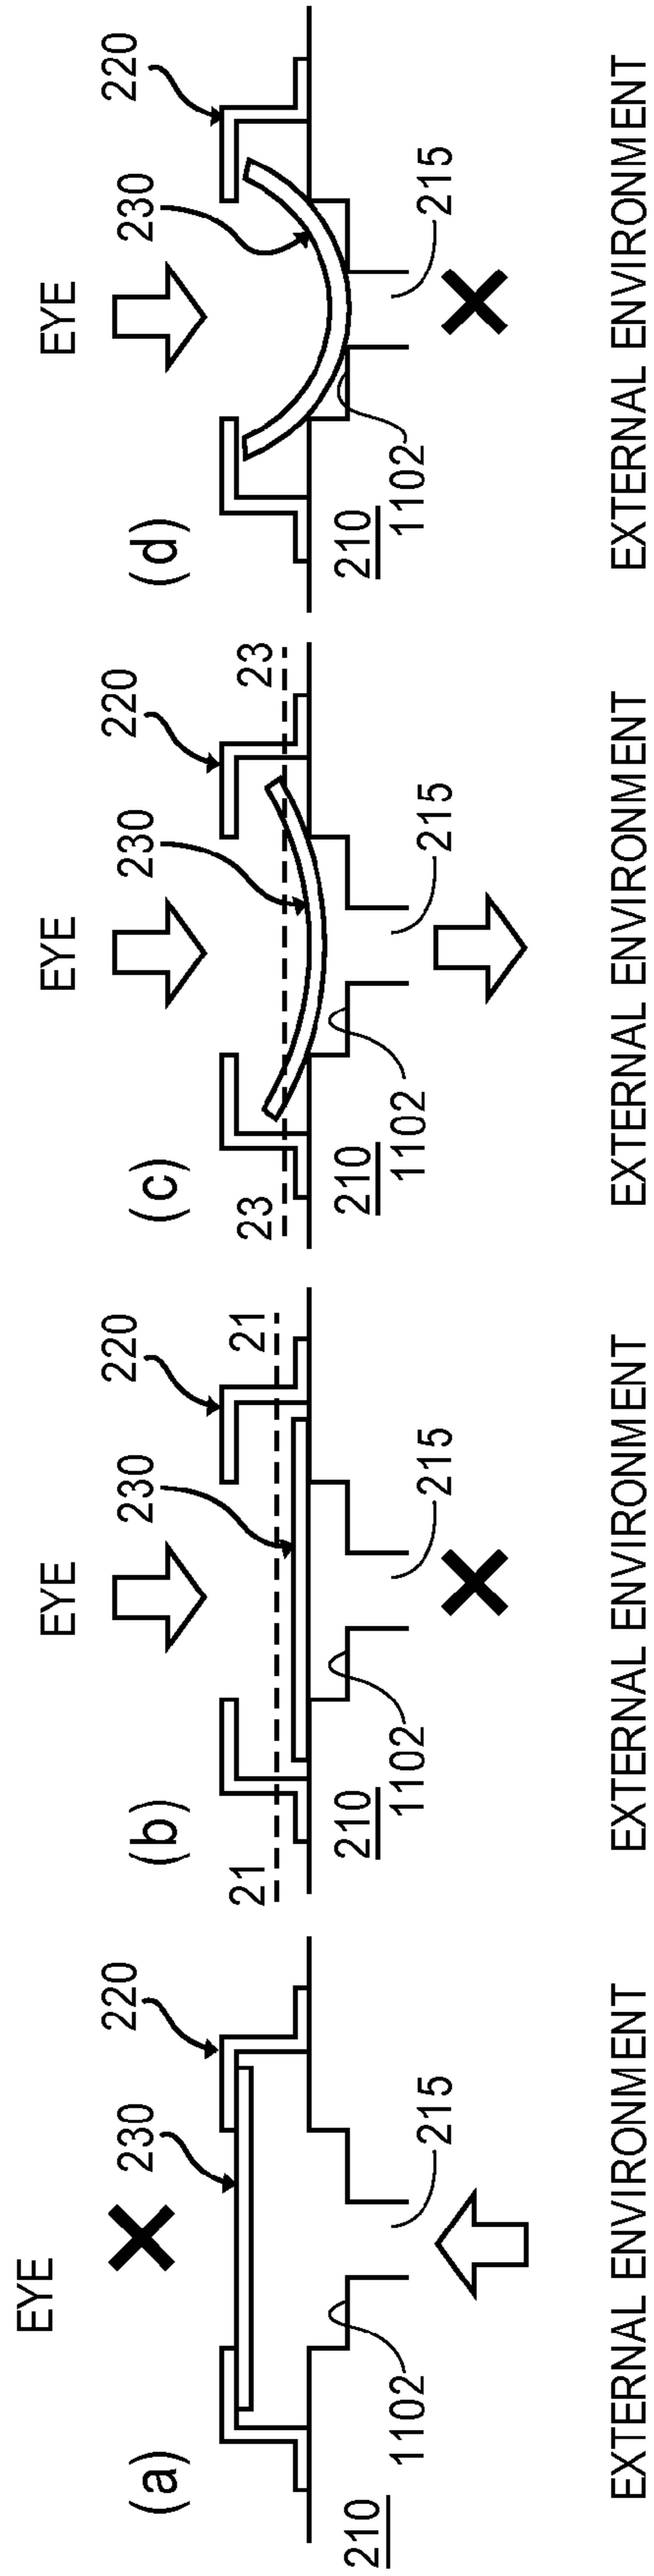 (a)
EYE
230
220
210
1102
215
EXTERNAL ENVIRONMENT
(b)
EYE
230
220
21
21
210
1102
215
EXTERNAL ENVIRONMENT
(c)
EYE
230
220
23
23
210
1102
215
EXTERNAL ENVIRONMENT
(d)
EYE
230
220
210
1102
215
EXTERNAL ENVIRONMENT